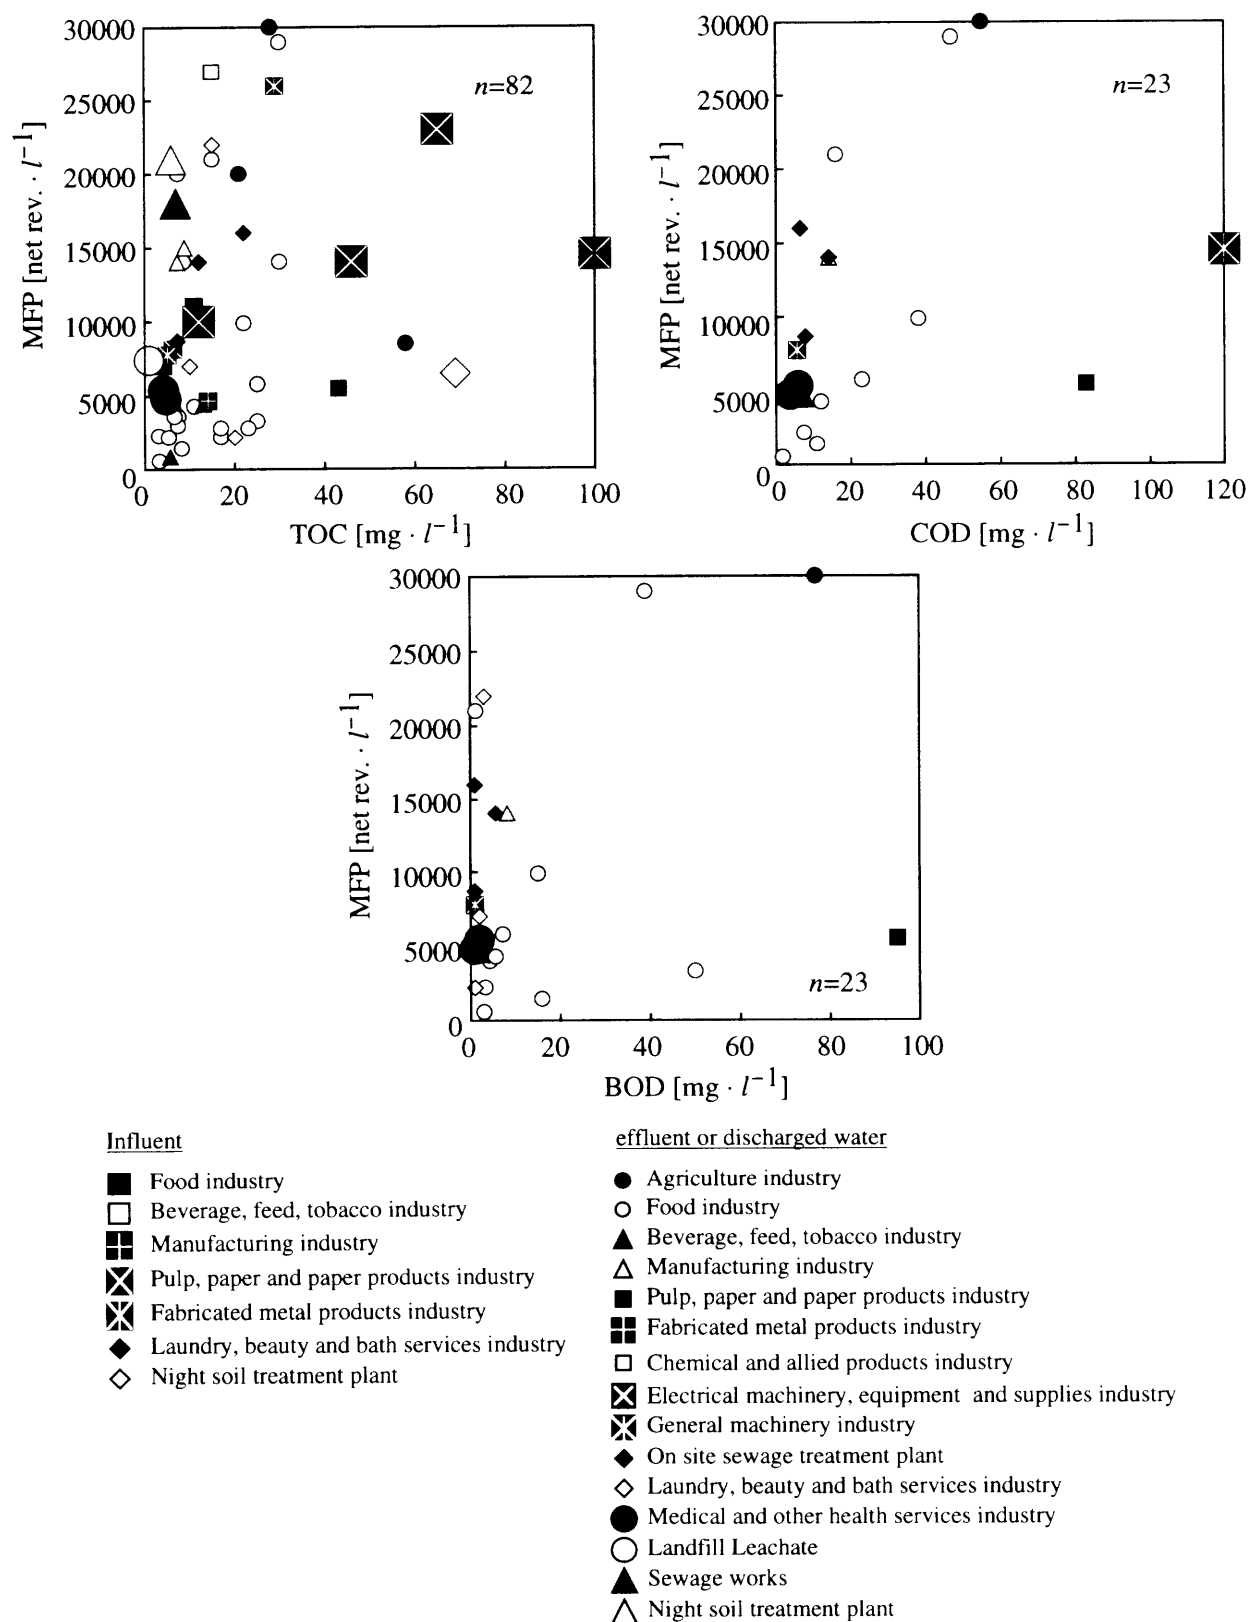 30000
25000
20000
15000
10000
5000
0
MFP [net rev. · l⁻¹]
n=82
0 20 40 60 80 100
TOC [mg · l⁻¹]
30000
25000
20000
15000
10000
5000
0
MFP [net rev. · l⁻¹]
n=23
0 20 40 60 80 100 120
COD [mg · l⁻¹]
30000
25000
20000
15000
10000
5000
0
MFP [net rev. · l⁻¹]
n=23
0 20 40 60 80 100
BOD [mg · l⁻¹]
Influent
Food industry
Beverage, feed, tobacco industry
Manufacturing industry
Pulp, paper and paper products industry
Fabricated metal products industry
Laundry, beauty and bath services industry
Night soil treatment plant
effluent or discharged water
Agriculture industry
Food industry
Beverage, feed, tobacco industry
Manufacturing industry
Pulp, paper and paper products industry
Fabricated metal products industry
Chemical and allied products industry
Electrical machinery, equipment and supplies industry
General machinery industry
On site sewage treatment plant
Laundry, beauty and bath services industry
Medical and other health services industry
Landfill Leachate
Sewage works
Night soil treatment plant